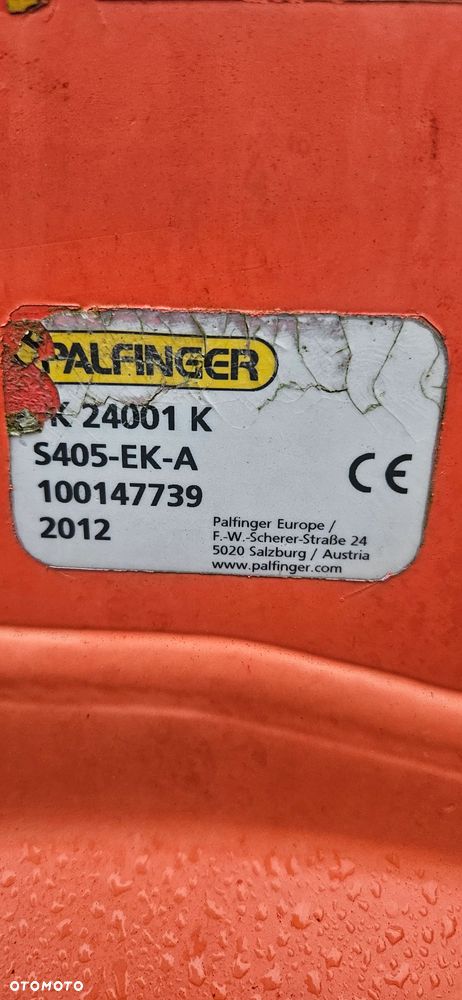 PALFINGER
K 24001 K
S405-EK-A
100147739
2012
CE
Palfinger Europe /
F.-W.-Scherer-Straße 24
5020 Salzburg / Austria
www.palfinger.com
OTOMOTO